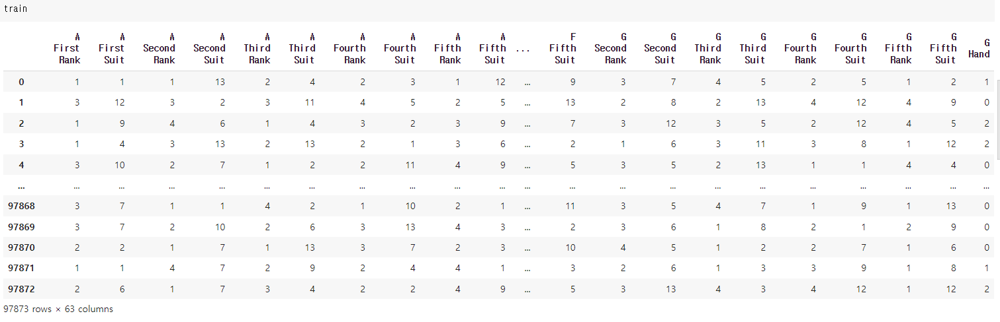 train
A First Rank A First Suit A Second Rank A Second Suit A Third Rank A Third Suit A Fourth Rank A Fourth Suit A Fifth Rank A Fifth Suit ... F Fifth Suit G Second Rank G Second Suit G Third Rank G Third Suit G Fourth Rank G Fourth Suit G Fifth Rank G Fifth Suit G Hand
0 1 1 1 13 2 4 2 3 1 12 ... 9 3 7 4 5 2 5 1 2 1
1 3 12 3 2 3 11 4 5 2 5 ... 13 2 8 2 13 4 12 4 9 0
2 1 9 4 6 1 4 3 2 3 9 ... 7 3 12 3 5 2 12 4 5 2
3 1 4 3 13 2 13 2 1 3 6 ... 2 1 6 3 11 3 8 1 12 2
4 3 10 2 7 1 2 2 11 4 9 ... 5 3 5 2 13 1 1 4 4 0
... ... ... ... ... ... ... ... ... ... ... ... ... ... ... ... ... ... ... ... ... ...
97868 3 7 1 1 4 2 1 10 2 1 ... 11 3 5 4 7 1 9 1 13 0
97869 3 7 2 10 2 6 3 13 4 3 ... 2 3 6 1 8 2 1 2 9 0
97870 2 2 1 7 1 13 3 7 2 3 ... 10 4 5 1 2 2 7 1 6 0
97871 1 1 4 7 2 9 2 4 4 1 ... 3 2 6 1 3 3 9 1 8 1
97872 2 6 1 7 3 4 2 2 4 9 ... 5 3 13 4 3 4 12 1 12 2
97873 rows × 63 columns